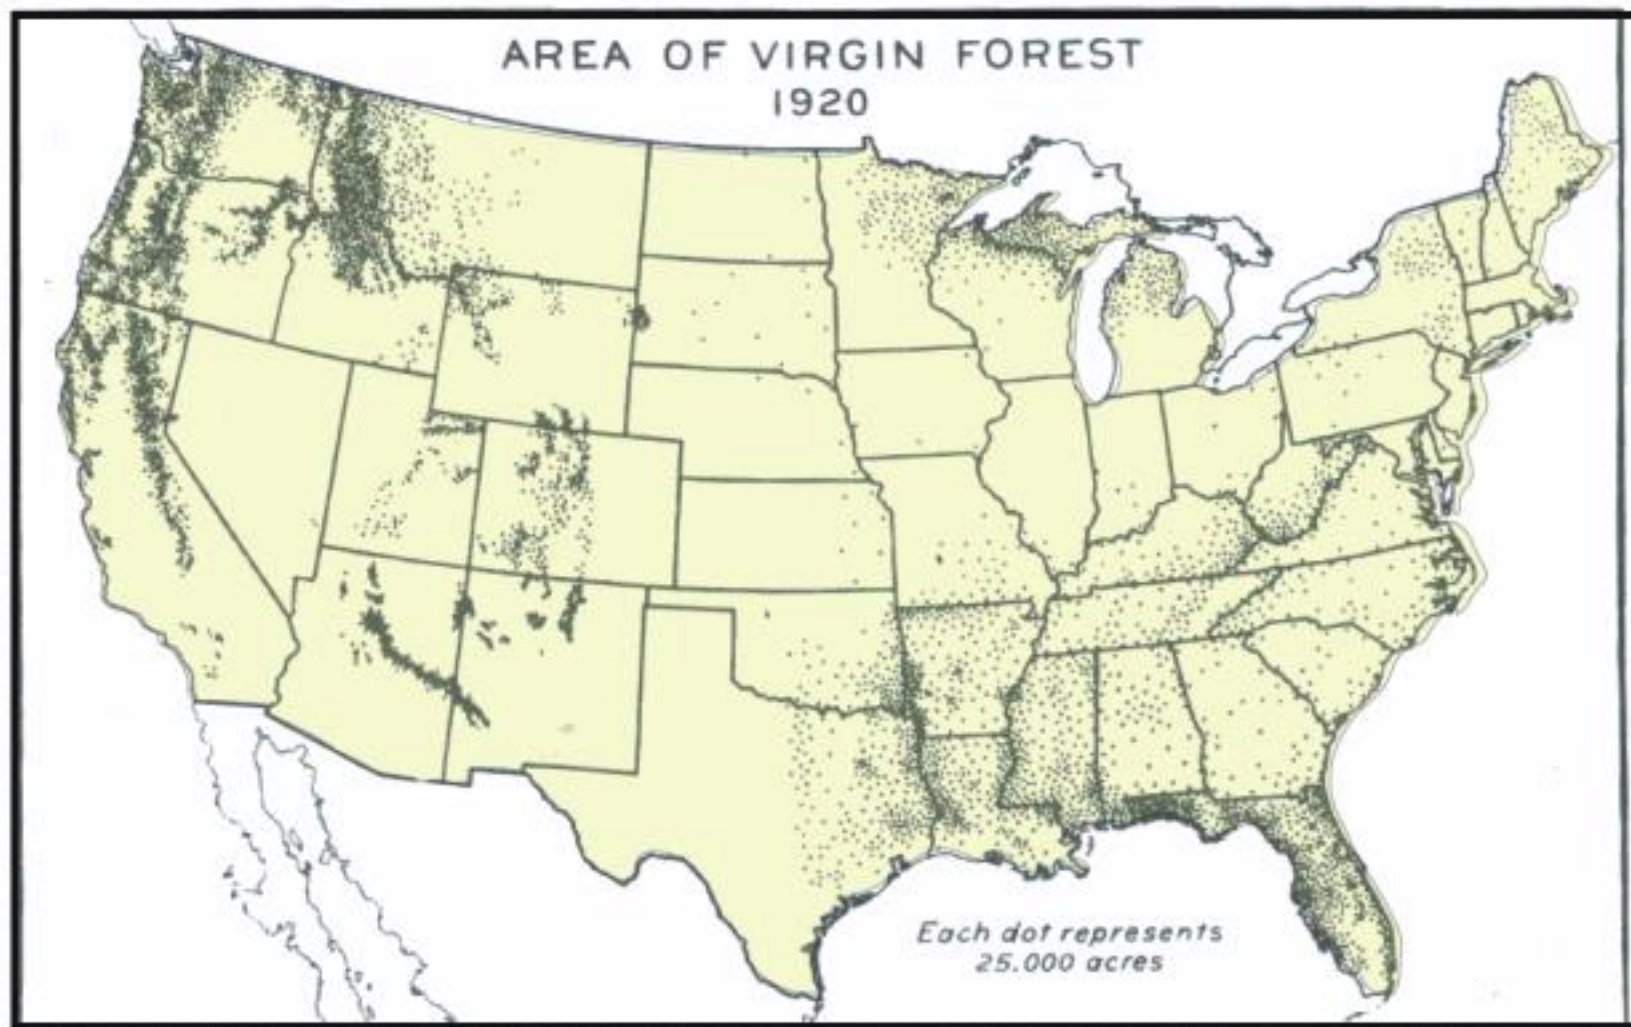 AREA OF VIRGIN FOREST
1920
Each dot represents
25.000 acres